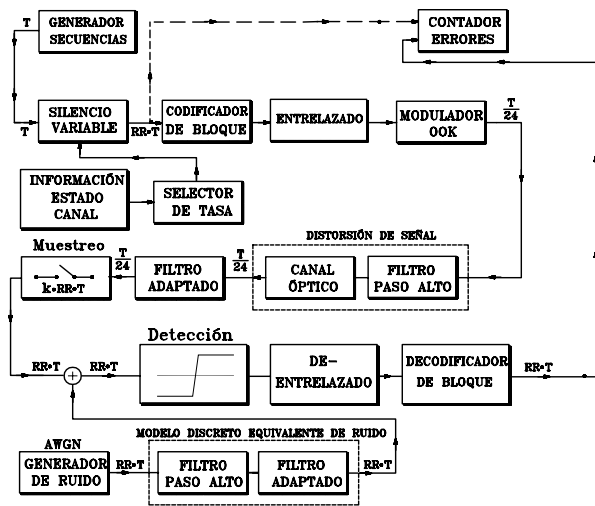 T
GENERADOR
SECUENCIAS
CONTADOR
ERRORES
T
SILENCIO
VARIABLE
RR•T
CODIFICADOR
DE BLOQUE
ENTRELAZADO
MODULADOR
OOK
T
24
INFORMACIÓN
ESTADO
CANAL
SELECTOR
DE TASA
DISTORSIÓN DE SEÑAL
Muestreo
k•RR•T
T
24
FILTRO
ADAPTADO
T
24
CANAL
ÓPTICO
FILTRO
PASO ALTO
Detección
RR•T
RR•T
DE-
ENTRELAZADO
DECODIFICADOR
DE BLOQUE
RR•T
MODELO DISCRETO EQUIVALENTE DE RUIDO
AWGN
GENERADOR
DE RUIDO
RR•T
FILTRO
PASO ALTO
FILTRO
ADAPTADO
RR•T